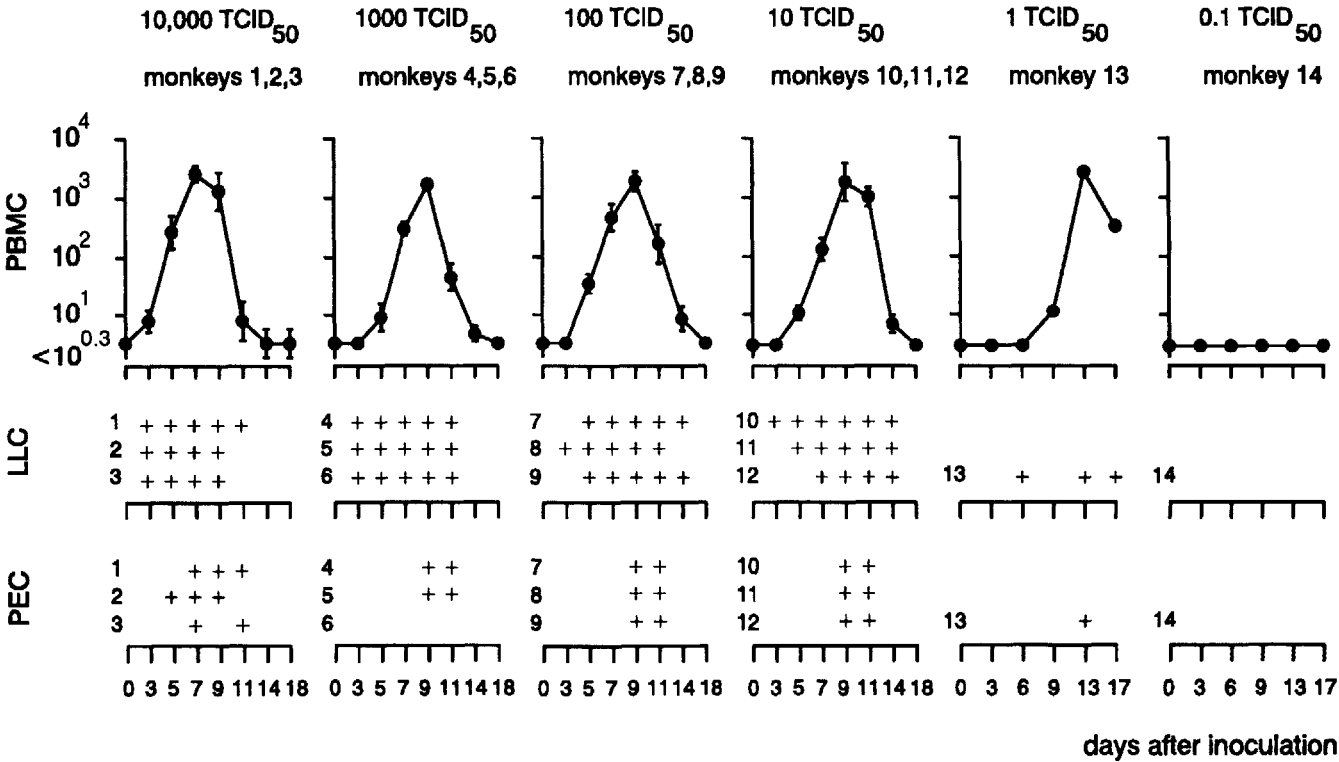 10,000 TCID50 1000 TCID50 100 TCID50 10 TCID50 1 TCID50 0.1 TCID50
monkeys 1,2,3 monkeys 4,5,6 monkeys 7,8,9 monkeys 10,11,12 monkey 13 monkey 14
PBMC
10^4
10^3
10^2
10^1
<10^0.3
LLC
1 + + + + + 4 + + + + + 7 + + + + + 10 + + + + + +
2 + + + + 5 + + + + + 8 + + + + + 11 + + + + +
3 + + + + 6 + + + + + 9 + + + + + 12 + + + + 13 + + + 14
PEC
1 + + + 4 + + 7 + + 10 + +
2 + + + 5 + + 8 + + 11 + +
3 + + 6 9 + + 12 + + 13 + 14
0 3 5 7 9 11 14 18 0 3 5 7 9 11 14 18 0 3 5 7 9 11 14 18 0 3 5 7 9 11 14 18 0 3 6 9 13 17 0 3 6 9 13 17
days after inoculation